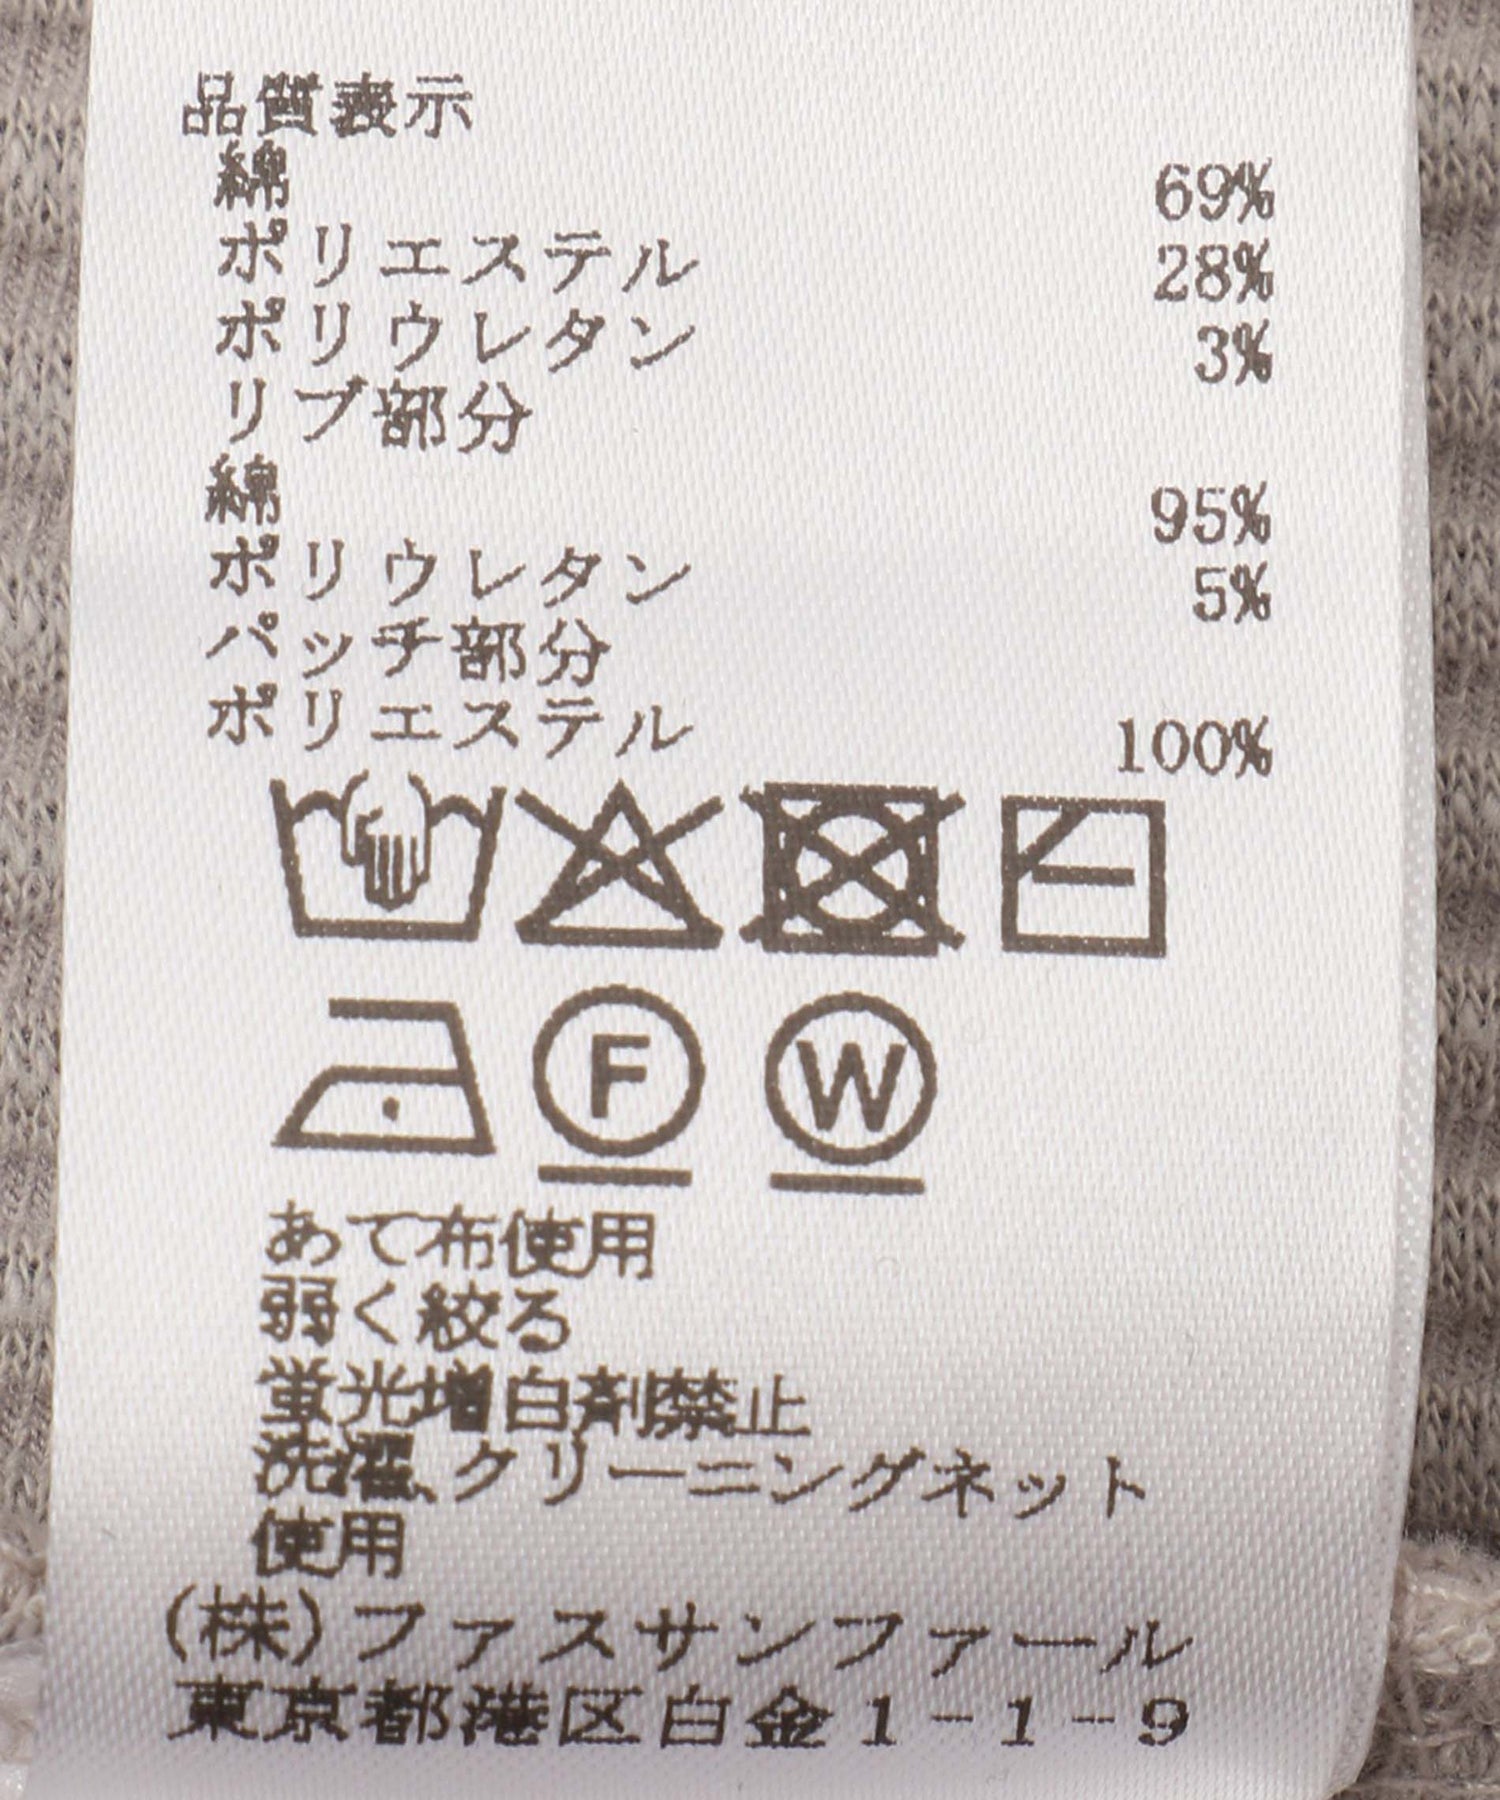 品質表示
綿 69%
ポリエステル 28%
ポリウレタン 3%
リブ部分
綿 95%
ポリウレタン 5%
パッチ部分
ポリエステル 100%
F W
あて布使用
弱く絞る
蛍光増白剤禁止
洗濯、クリーニングネット
使用
(株)ファスサンファール
東京都港区白金1-1-9